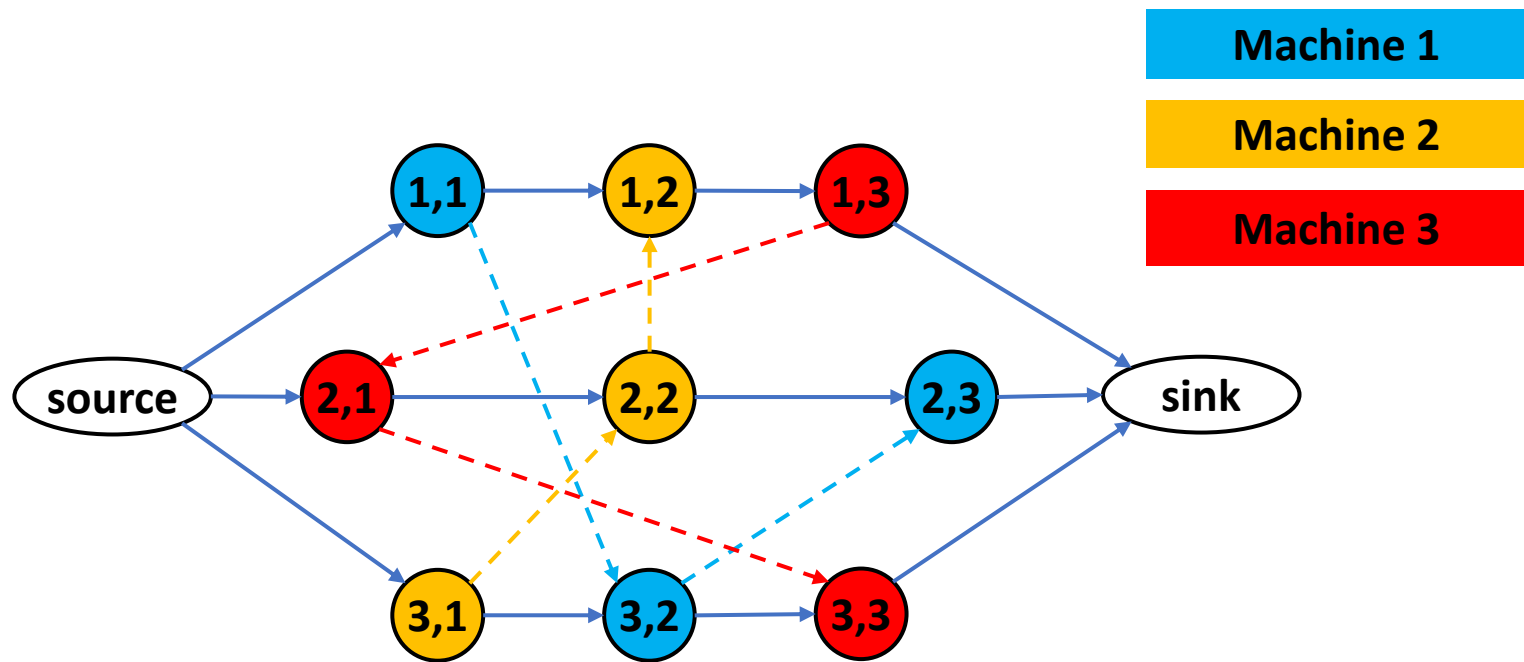 Machine 1
Machine 2
Machine 3
1,1
1,2
1,3
source
2,1
2,2
2,3
sink
3,1
3,2
3,3